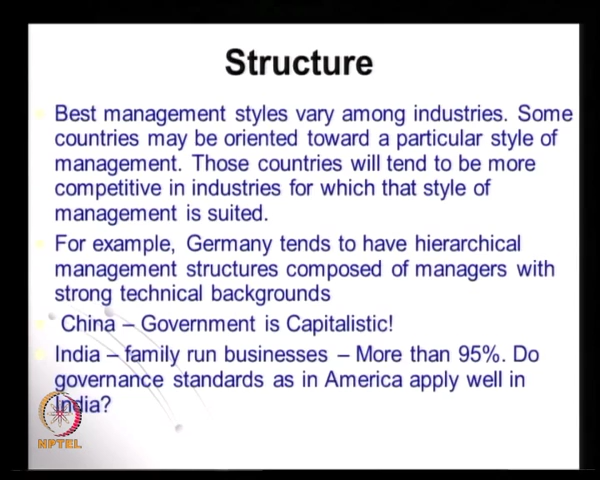 Structure
Best management styles vary among industries. Some
countries may be oriented toward a particular style of
management. Those countries will tend to be more
competitive in industries for which that style of
management is suited.
For example, Germany tends to have hierarchical
management structures composed of managers with
strong technical backgrounds
China – Government is Capitalistic!
India – family run businesses – More than 95%. Do
governance standards as in America apply well in
India?
NPTEL